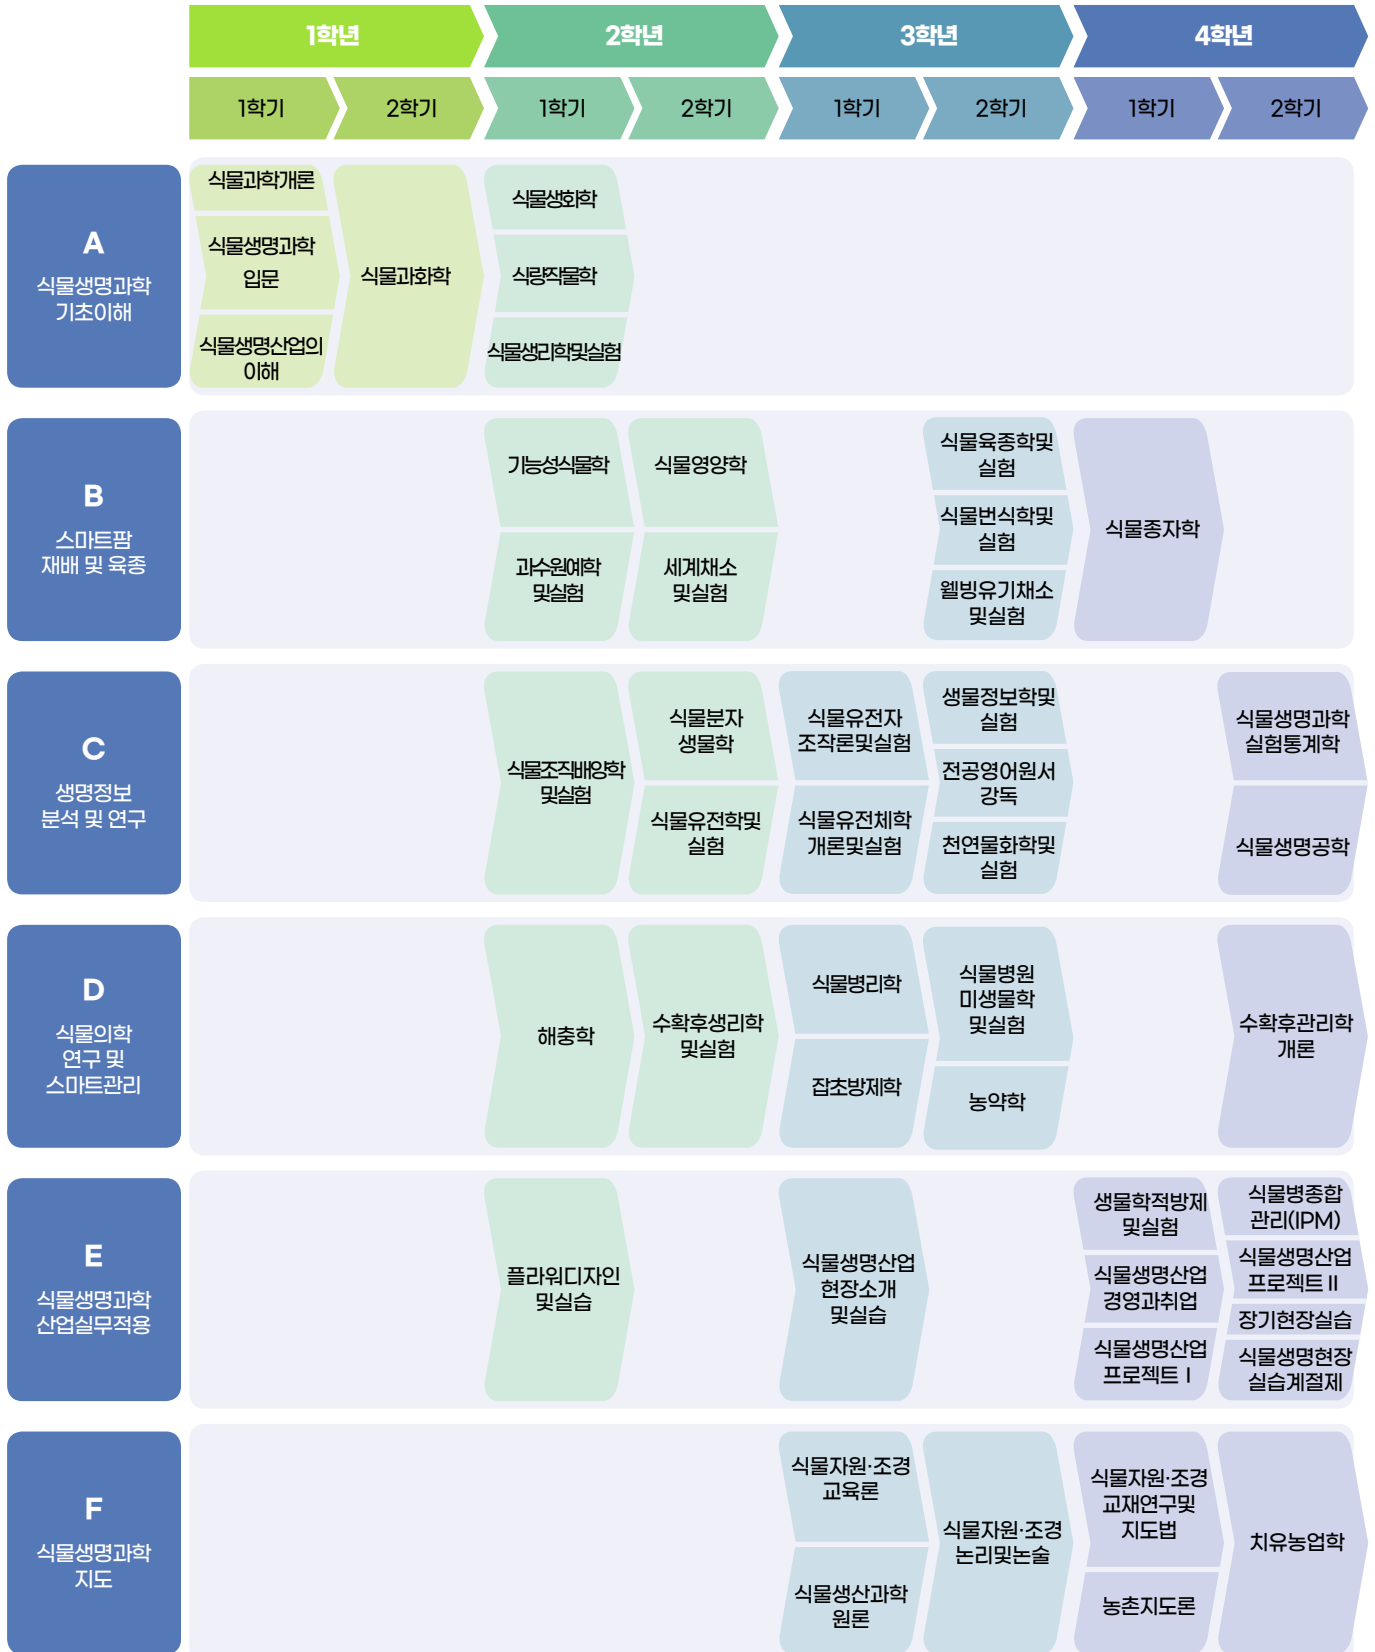 1학년
2학년
3학년
4학년
1학기
2학기
1학기
2학기
1학기
2학기
1학기
2학기
A
식물생명과학
기초이해
식물과학개론
식물생명과학
입문
식물생명산업의
이해
식물과화학
식물생화학
식량작물학
식물생리학및실험
B
스마트팜
재배 및 육종
기능성식물학
과수원예학
및실험
식물영양학
세계채소
및실험
식물육종학및
실험
식물번식학및
실험
웰빙유기채소
및실험
식물종자학
C
생명정보
분석 및 연구
식물조직배양학
및실험
식물분자
생물학
식물유전학및
실험
식물유전자
조작론및실험
식물유전체학
개론및실험
생물정보학및
실험
전공영어원서
강독
천연물화학및
실험
식물생명과학
실험통계학
식물생명공학
D
식물의학
연구 및
스마트관리
해충학
수확후생리학
및실험
식물병리학
잡초방제학
식물병원
미생물학
및실험
농약학
수확후관리학
개론
E
식물생명과학
산업실무적용
플라워디자인
및실습
식물생명산업
현장소개
및실습
생물학적방제
및실험
식물생명산업
경영과취업
식물생명산업
프로젝트 I
식물병종합
관리(IPM)
식물생명산업
프로젝트 II
장기현장실습
식물생명현장
실습계절제
F
식물생명과학
지도
식물자원·조경
교육론
식물생산과학
원론
식물자원·조경
논리및논술
식물자원·조경
교재연구및
지도법
농촌지도론
치유농업학